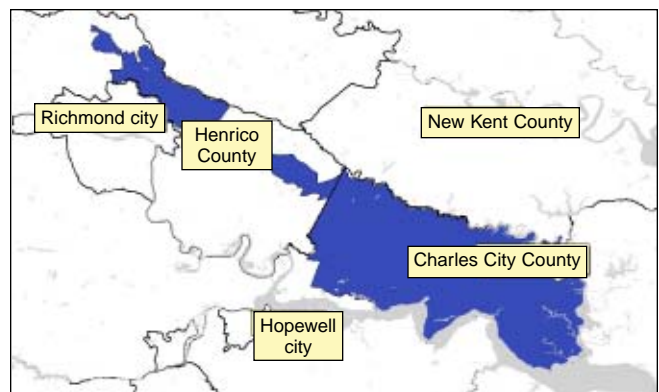 Richmond city
Henrico
County
New Kent County
Charles City County
Hopewell
city